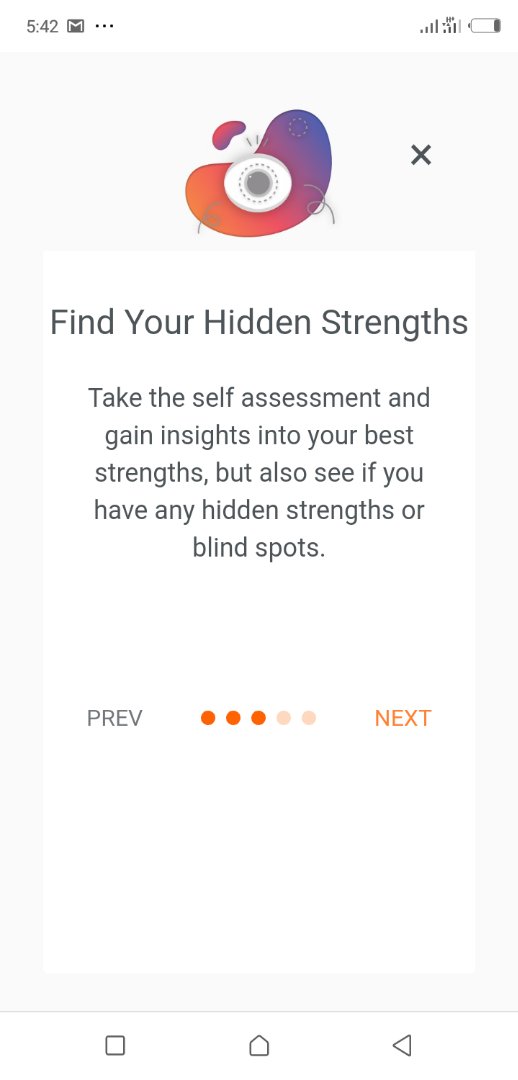 5:42
Find Your Hidden Strengths
Take the self assessment and
gain insights into your best
strengths, but also see if you
have any hidden strengths or
blind spots.
PREV
NEXT